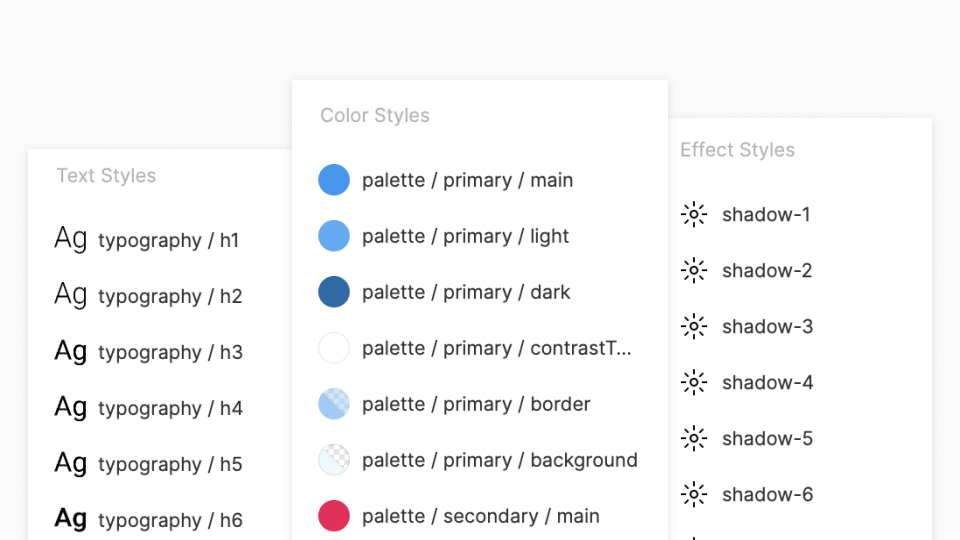 Text Styles
Ag typography / h1
Ag typography / h2
Ag typography / h3
Ag typography / h4
Ag typography / h5
Ag typography / h6
Color Styles
palette / primary / main
palette / primary / light
palette / primary / dark
palette / primary / contrastT...
palette / primary / border
palette / primary / background
palette / secondary / main
Effect Styles
shadow-1
shadow-2
shadow-3
shadow-4
shadow-5
shadow-6